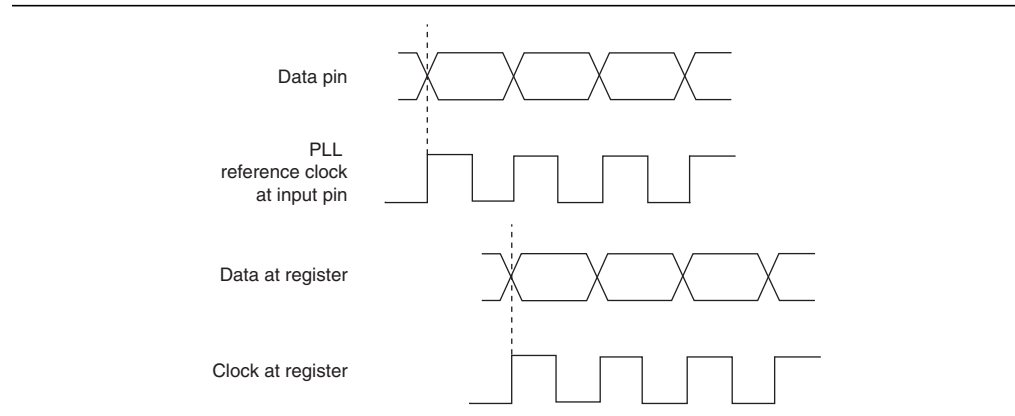 Data pin
PLL
reference clock
at input pin
Data at register
Clock at register